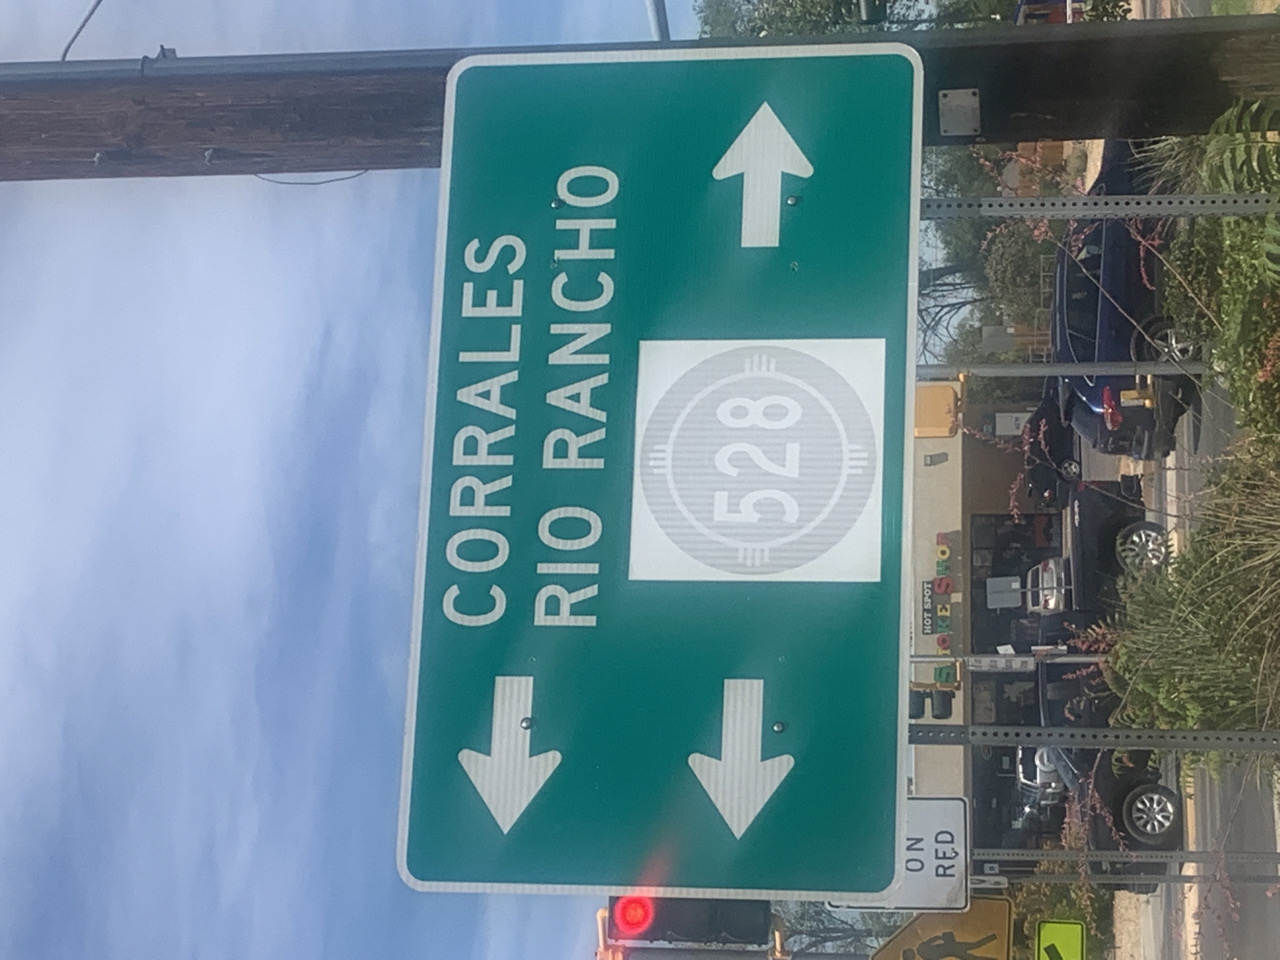 CORRALES
RIO RANCHO
528
HOT SPOT
SMOKE SHOP
ON
RED